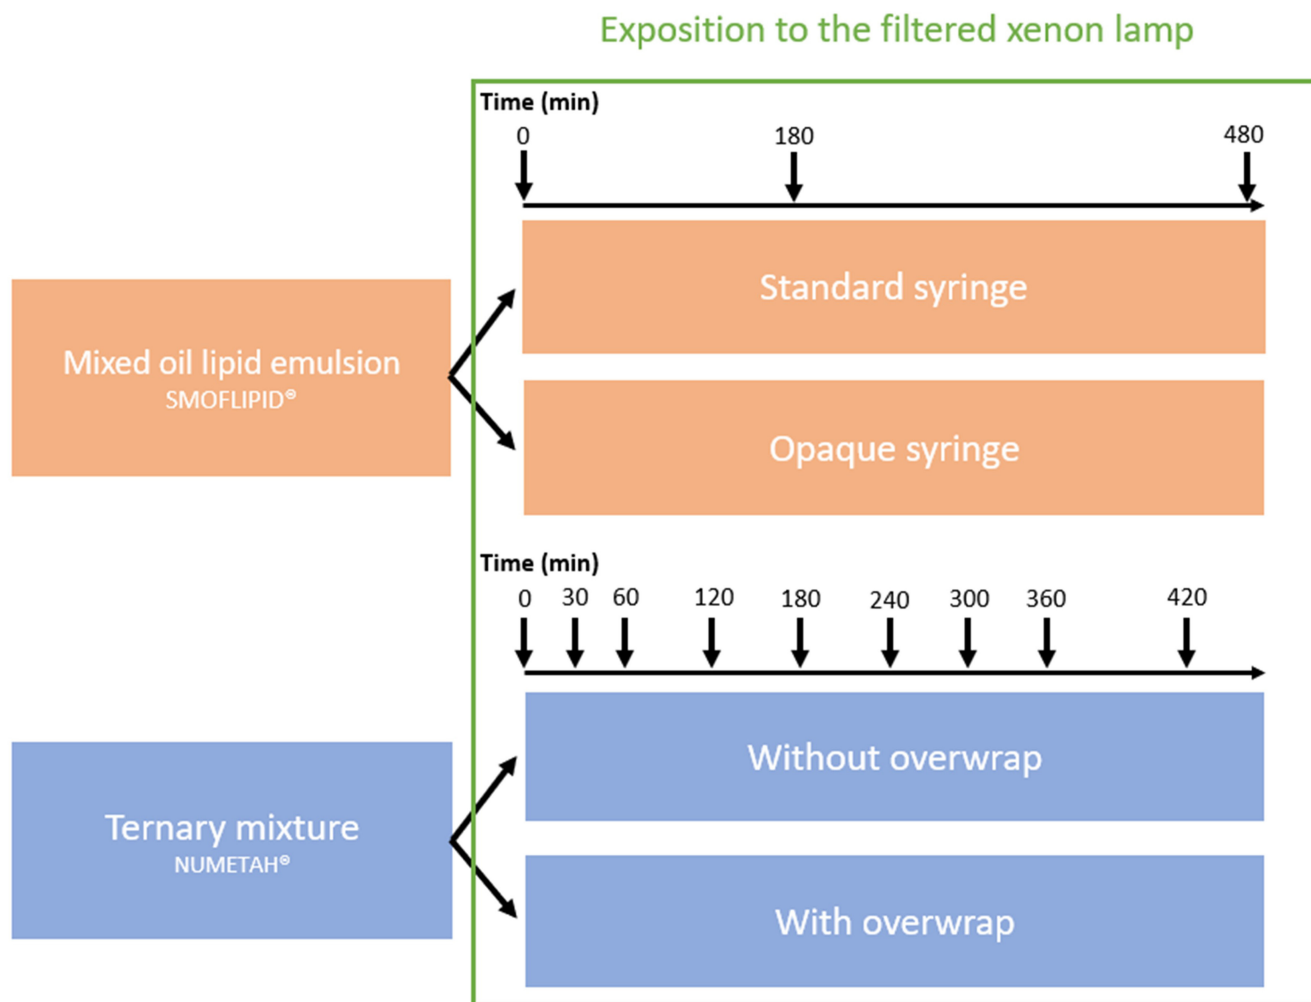 Exposition to the filtered xenon lamp
Time (min)
0 180 480
Standard syringe
Mixed oil lipid emulsion
SMOFLIPID®
Opaque syringe
Time (min)
0 30 60 120 180 240 300 360 420
Without overwrap
Ternary mixture
NUMETAH®
With overwrap